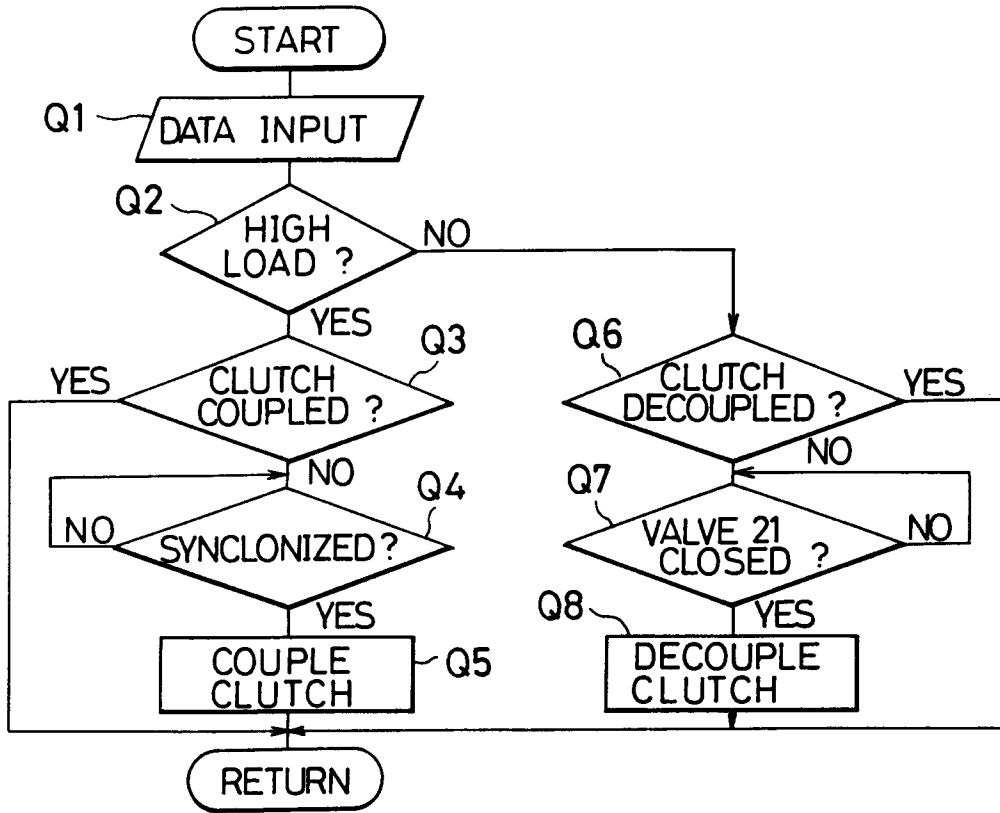 START
Q1
DATA INPUT
Q2
HIGH
LOAD ?
NO
YES
Q3
YES
CLUTCH
COUPLED ?
NO
Q4
NO
SYNCLONIZED?
YES
COUPLE
CLUTCH
Q5
Q6
CLUTCH
DECOUPLED ?
YES
NO
Q7
VALVE 21
CLOSED ?
NO
YES
Q8
DECOUPLE
CLUTCH
RETURN